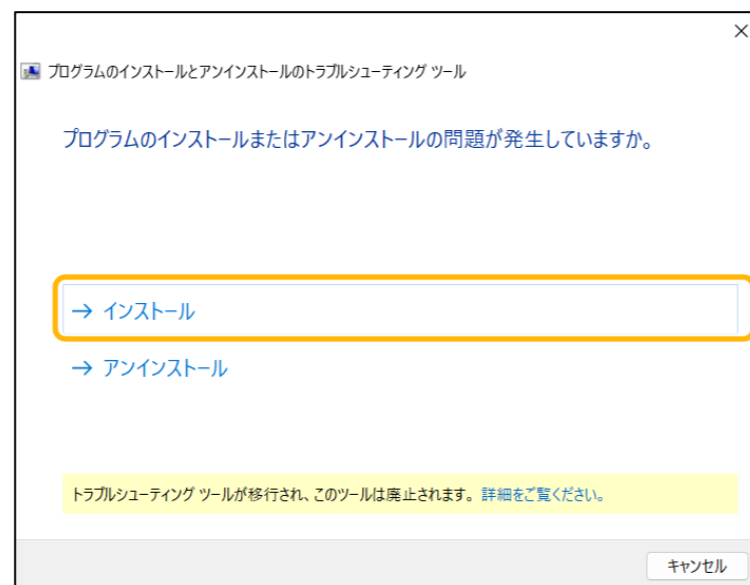 プログラムのインストールとアンインストールのトラブルシューティング ツール
プログラムのインストールまたはアンインストールの問題が発生していますか。
→ インストール
→ アンインストール
トラブルシューティング ツールが移行され、このツールは廃止されます。詳細をご覧ください。
キャンセル